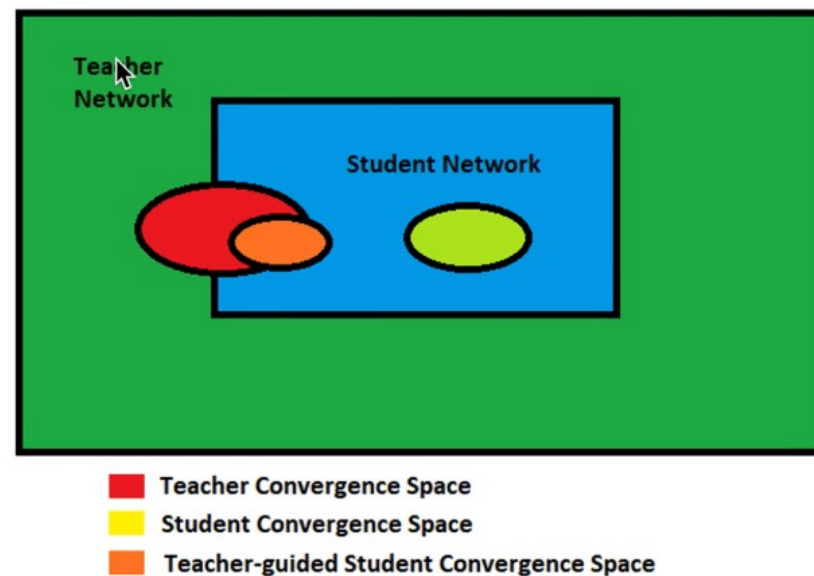 Teacher
Network
Student Network
Teacher Convergence Space
Student Convergence Space
Teacher-guided Student Convergence Space